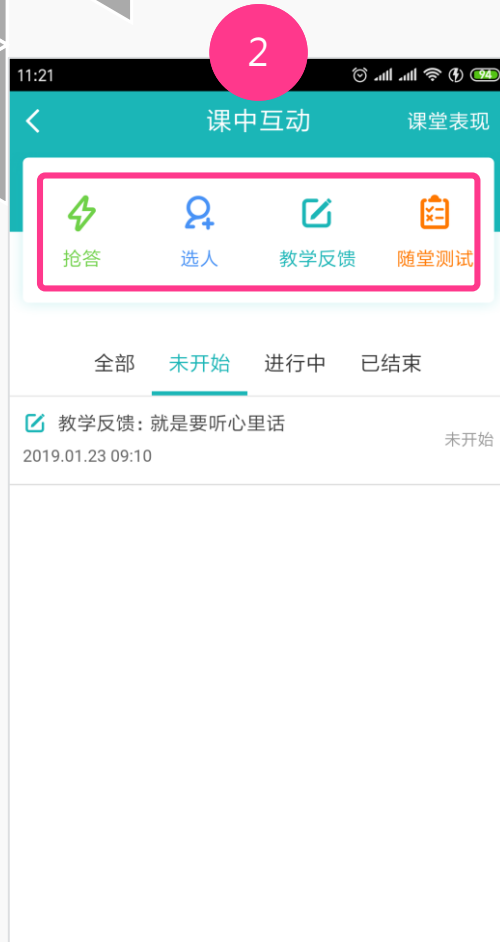 2
11:21
94
课中互动
课堂表现
抢答
选人
教学反馈
随堂测试
全部
未开始
进行中
已结束
教学反馈：就是要听心里话
2019.01.23 09:10
未开始